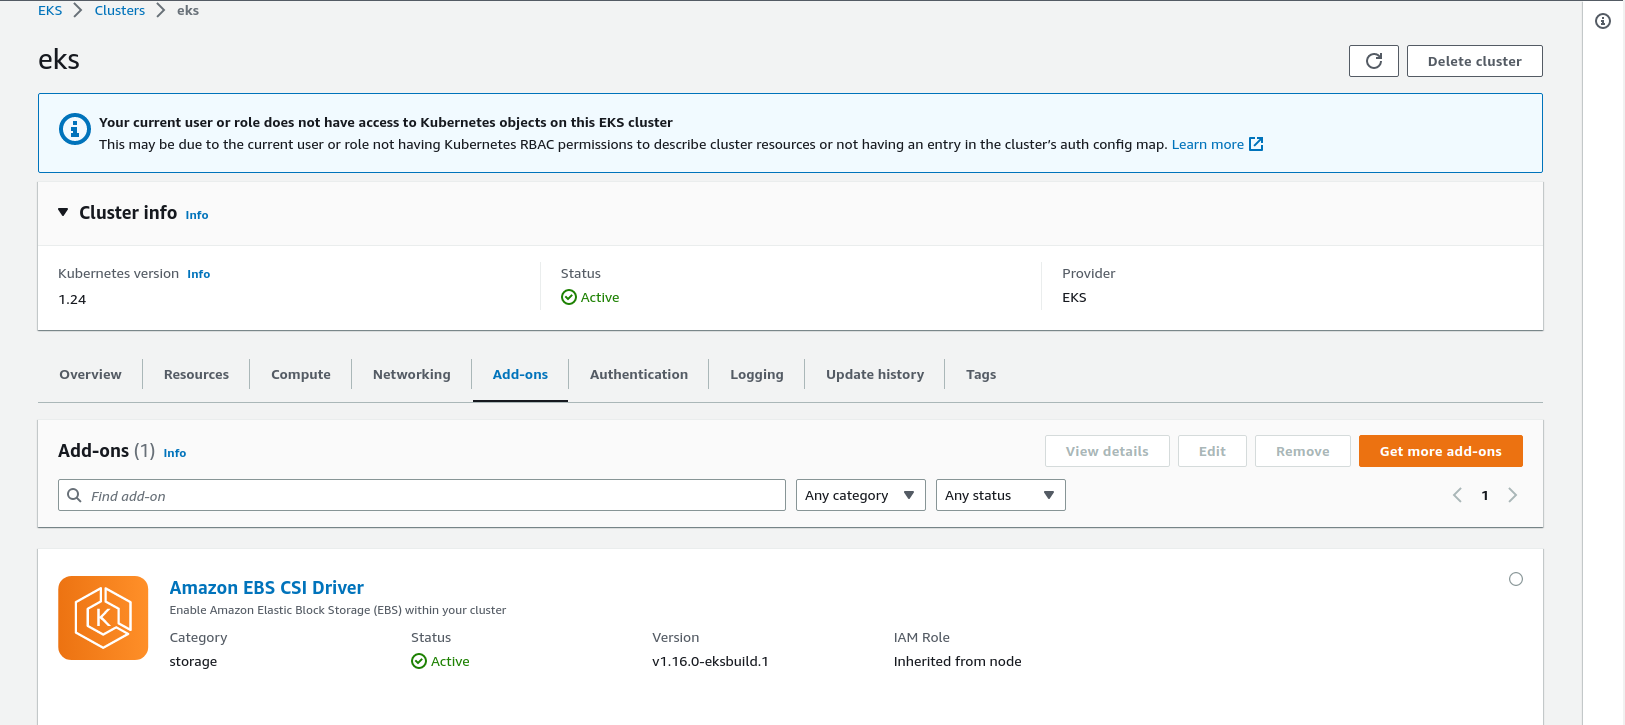 EKS > Clusters > eks
eks
Delete cluster
Your current user or role does not have access to Kubernetes objects on this EKS cluster
This may be due to the current user or role not having Kubernetes RBAC permissions to describe cluster resources or not having an entry in the cluster's auth config map. Learn more
Cluster info Info
Kubernetes version Info
1.24
Status
Active
Provider
EKS
Overview Resources Compute Networking Add-ons Authentication Logging Update history Tags
Add-ons (1) Info
View details Edit Remove Get more add-ons
Find add-on Any category Any status 1
K
Amazon EBS CSI Driver
Enable Amazon Elastic Block Storage (EBS) within your cluster
Category
storage
Status
Active
Version
v1.16.0-eksbuild.1
IAM Role
Inherited from node